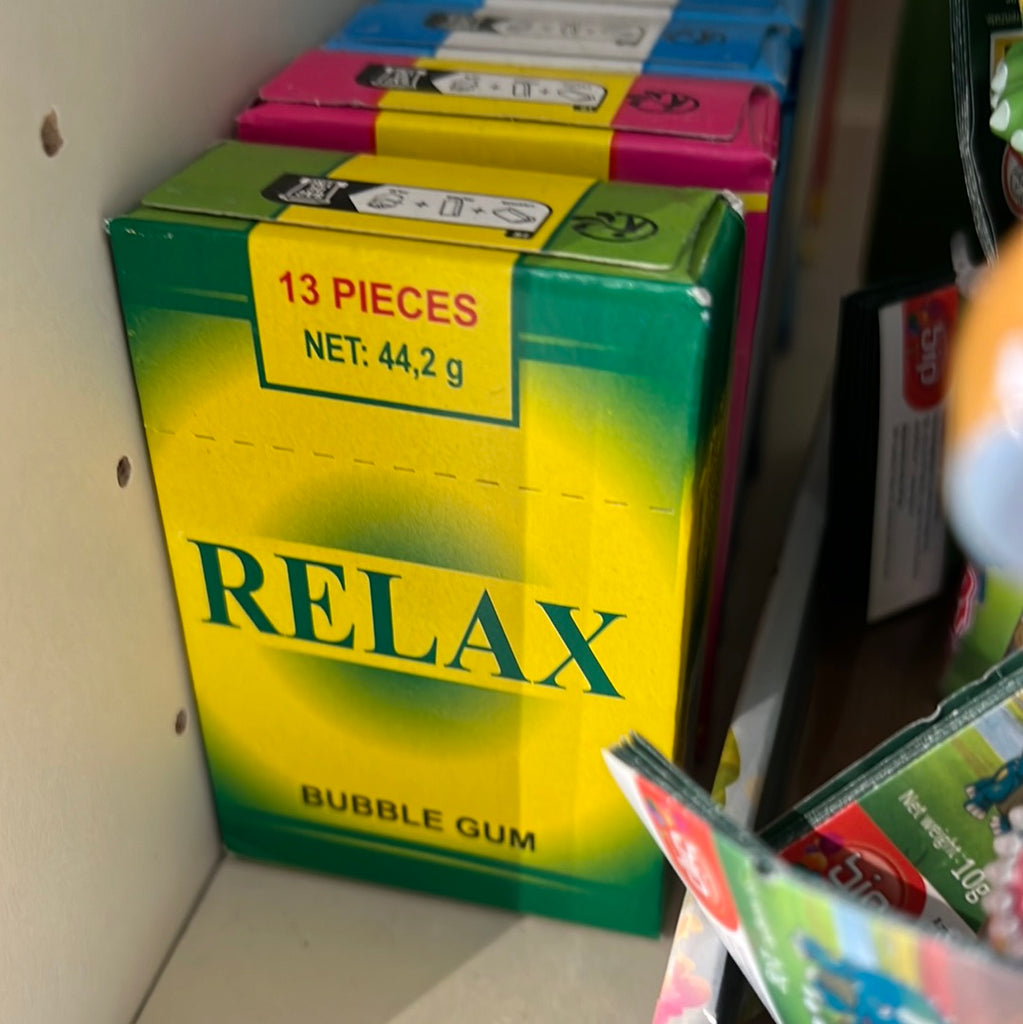 13 PIECES
NET: 44,2 g
RELAX
BUBBLE GUM
Net weight: 10g